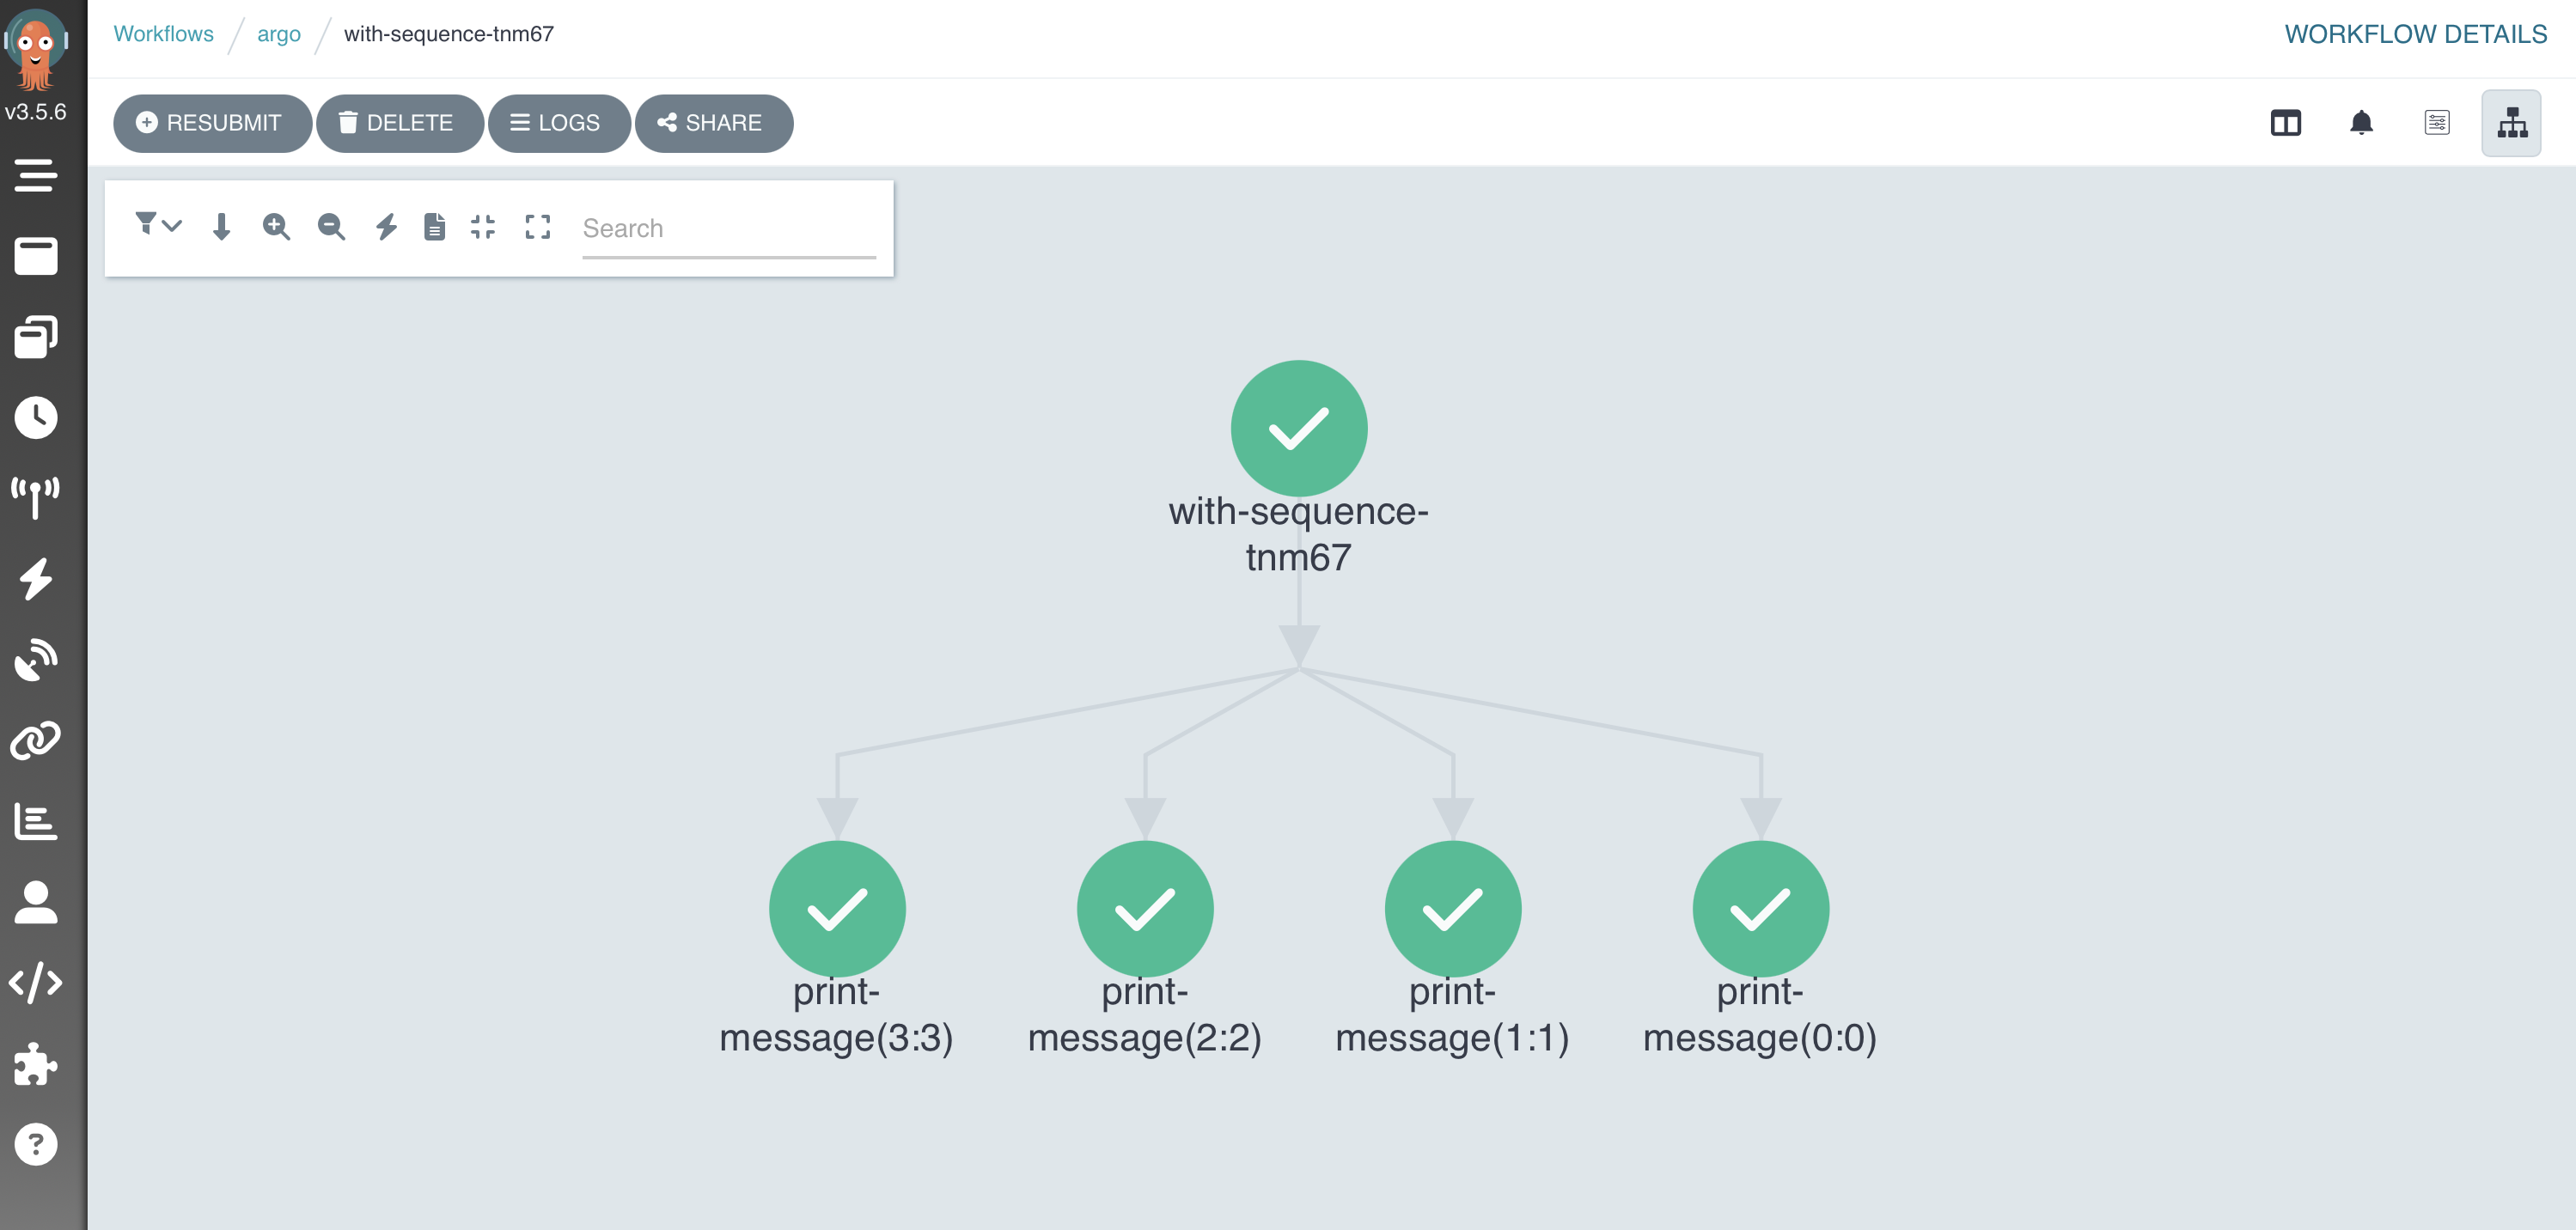 Workflows / argo / with-sequence-tnm67
WORKFLOW DETAILS
v3.5.6
RESUBMIT
DELETE
LOGS
SHARE
Search
with-sequence-
tnm67
print-
message(3:3)
print-
message(2:2)
print-
message(1:1)
print-
message(0:0)